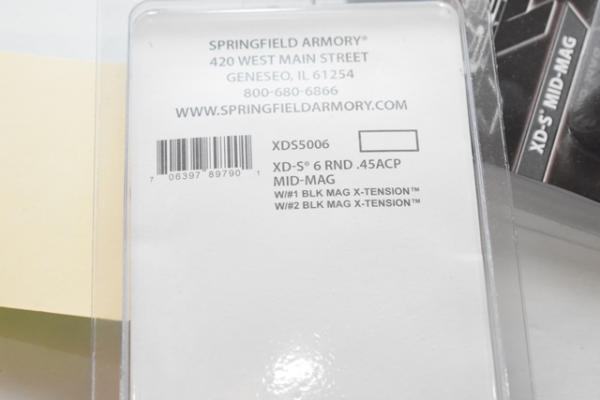 SPRINGFIELD ARMORY®
420 WEST MAIN STREET
GENESEO, IL 61254
800-680-6866
WWW.SPRINGFIELDARMORY.COM
XDS5006
7 06397 89790 1
XD-S® 6 RND .45ACP
MID-MAG
W/#1 BLK MAG X-TENSION™
W/#2 BLK MAG X-TENSION™
XD-S® MID-MAG